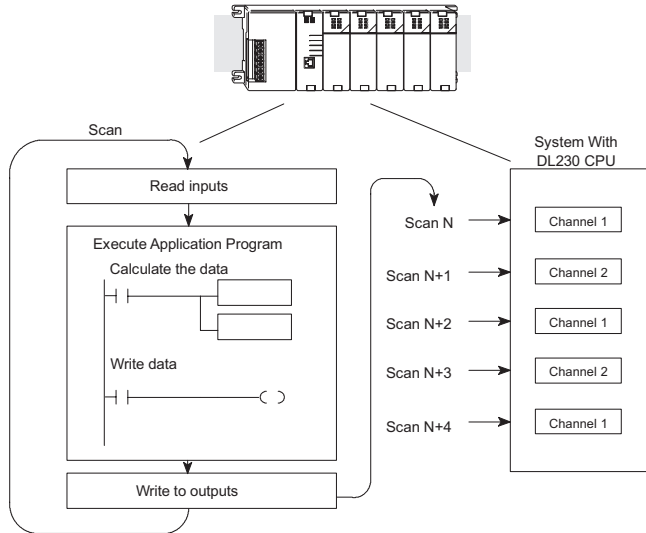 Scan
Read inputs
Execute Application Program
Calculate the data
Write data
Write to outputs
System With
DL230 CPU
Scan N
Channel 1
Scan N+1
Channel 2
Scan N+2
Channel 1
Scan N+3
Channel 2
Scan N+4
Channel 1